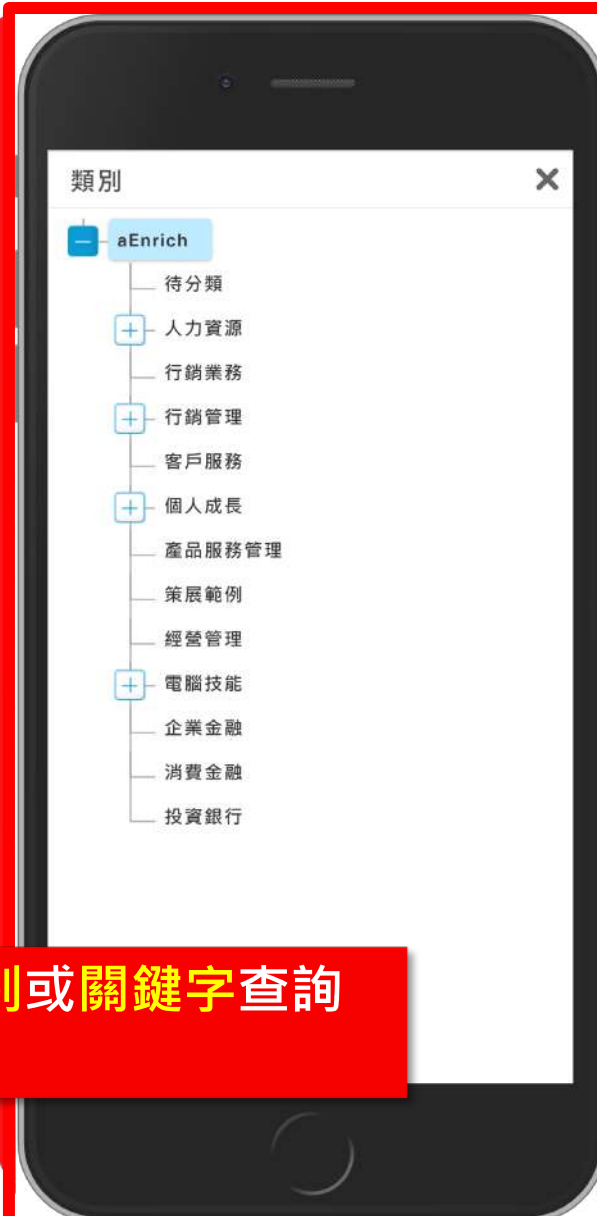 類別
aEnrich
待分類
人力資源
行銷業務
行銷管理
客戶服務
個人成長
產品服務管理
策展範例
經營管理
電腦技能
企業金融
消費金融
投資銀行
或關鍵字查詢